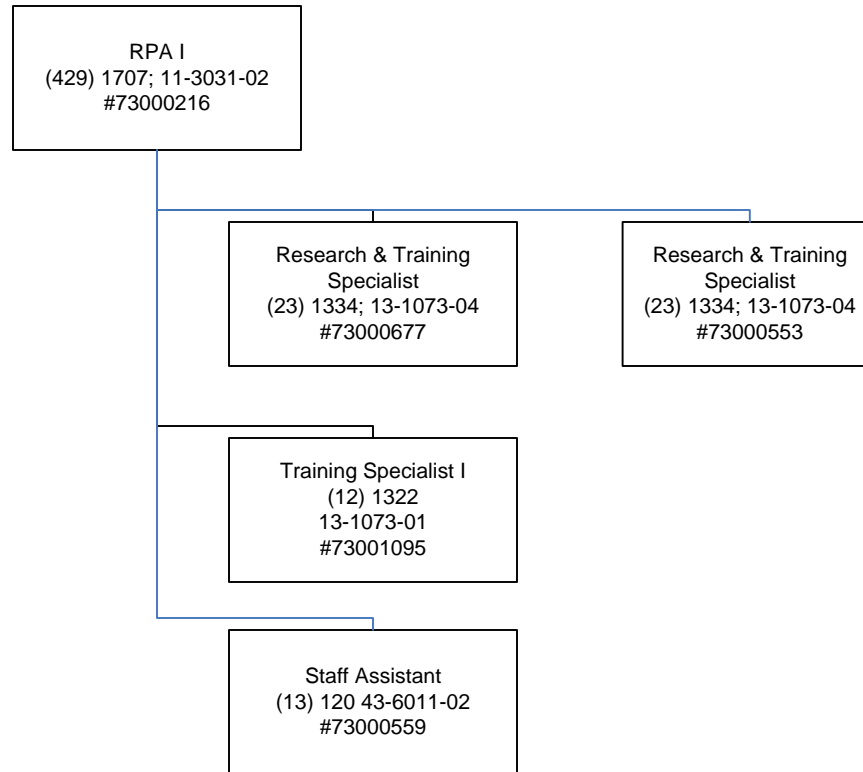 RPA I
(429) 1707; 11-3031-02
#73000216
Research & Training
Specialist
(23) 1334; 13-1073-04
#73000677
Research & Training
Specialist
(23) 1334; 13-1073-04
#73000553
Training Specialist I
(12) 1322
13-1073-01
#73001095
Staff Assistant
(13) 120 43-6011-02
#73000559